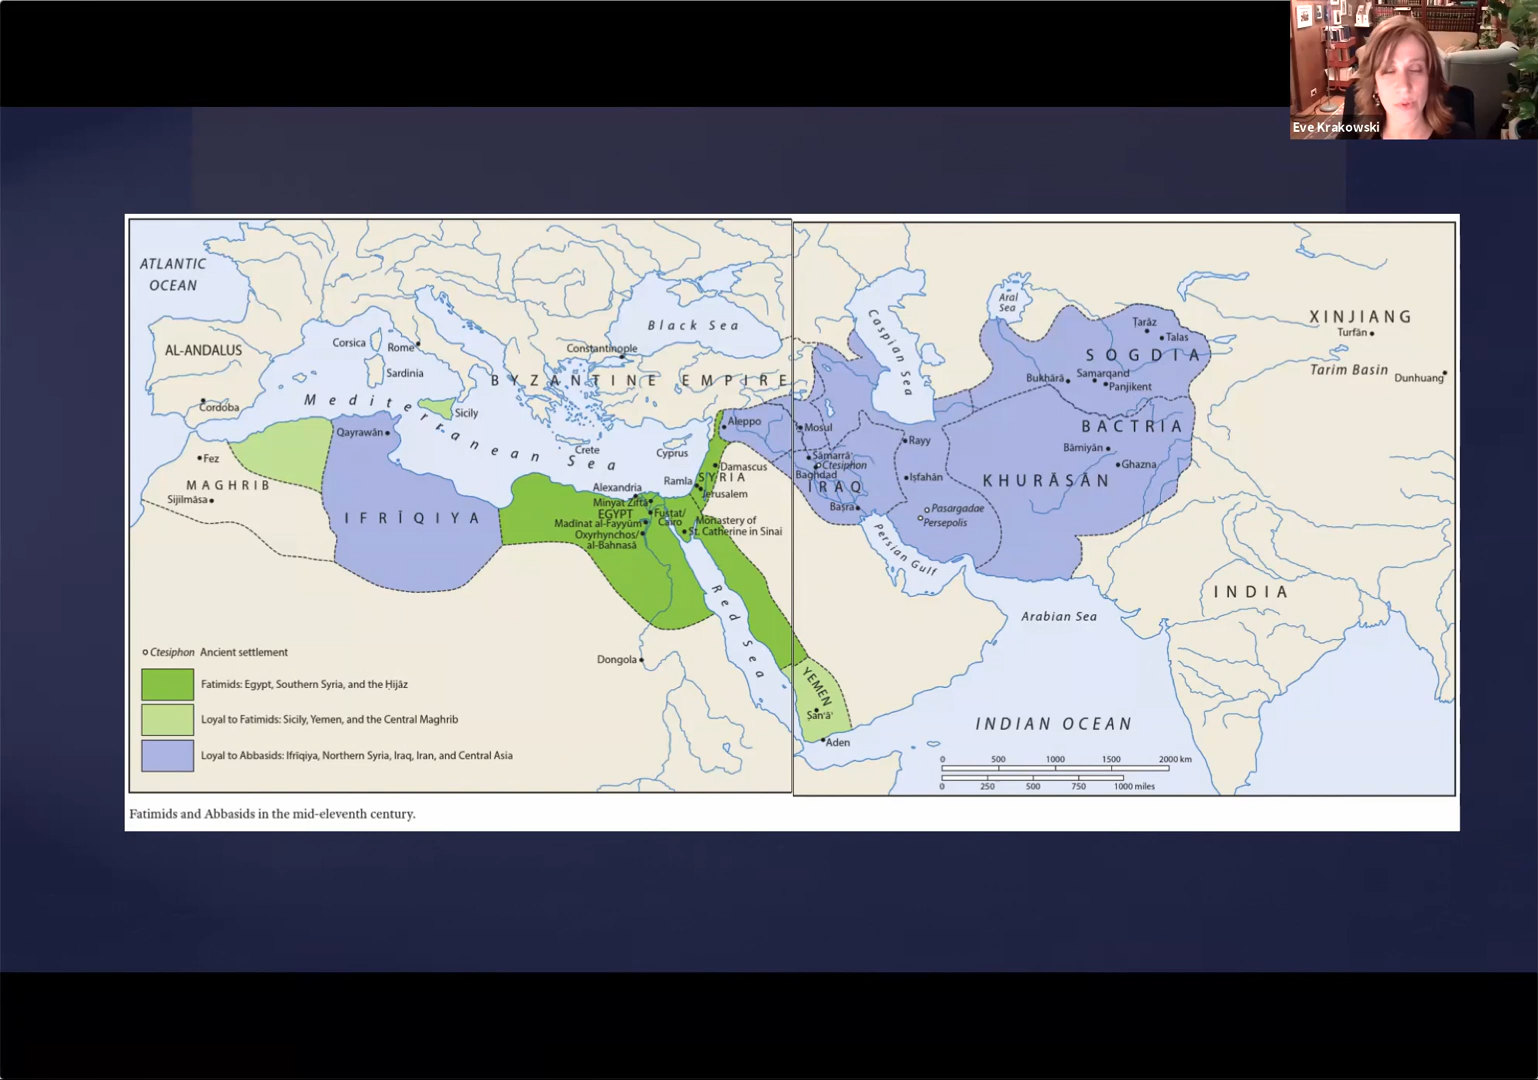 Eve Krakowski
ATLANTIC
OCEAN
AL-ANDALUS
Cordoba
Corsica
Rome
Sardinia
Constantinople
Black Sea
BYZANTINE EMPIRE
Mediterranean Sea
Sicily
Crete
Cyprus
Qayrawān
Fez
MAGHRIB
Sijilmāsa
IFRĪQIYA
Alexandria
Minyat Ziftā
EGYPT
Fusṭāṭ/
Cairo
Madīnat al-Fayyūm
Oxyrhynchos/
al-Bahnasā
Ramla
SYRIA
Damascus
Jerusalem
Monastery of
St. Catherine in Sinai
Aleppo
Red Sea
Dongola
Mosul
Sāmarrā'
Ctesiphon
Baghdad
IRAQ
Baṣra
Caspian Sea
Rayy
Iṣfahān
Pasargadae
Persepolis
Persian Gulf
KHURĀSĀN
Aral
Sea
Ṭarāz
Talas
SOGDIA
Bukhārā
Samarqand
Panjikent
BACTRIA
Bāmiyān
Ghazna
XINJIANG
Turfān
Tarim Basin
Dunhuang
INDIA
Arabian Sea
INDIAN OCEAN
YEMEN
Ṣan'ā'
Aden
0 500 1000 1500 2000 km
0 250 500 750 1000 miles
Ctesiphon Ancient settlement
Fatimids: Egypt, Southern Syria, and the Ḥijāz
Loyal to Fatimids: Sicily, Yemen, and the Central Maghrib
Loyal to Abbasids: Ifrīqiya, Northern Syria, Iraq, Iran, and Central Asia
Fatimids and Abbasids in the mid-eleventh century.